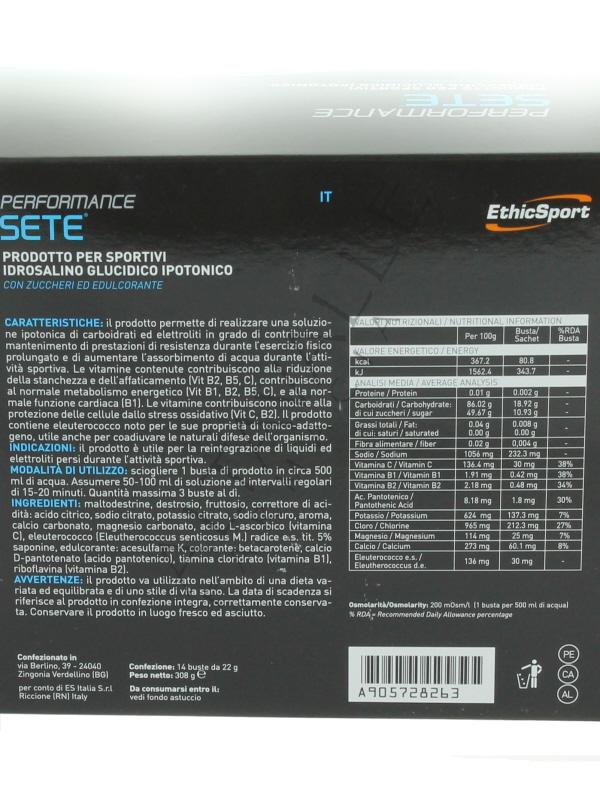 PERFORMANCE
SETE
PERFORMANCE
SETE®
IT
EthicSport
PRODOTTO PER SPORTIVI
IDROSALINO GLUCIDICO IPOTONICO
CON ZUCCHERI ED EDULCORANTE
CARATTERISTICHE: il prodotto permette di realizzare una soluzio-
ne ipotonica di carboidrati ed elettroliti in grado di contribuire al
mantenimento di prestazioni di resistenza durante l'esercizio fisico
prolungato e di aumentare l'assorbimento di acqua durante l'atti-
vità sportiva. Le vitamine contenute contribuiscono alla riduzione
della stanchezza e dell'affaticamento (Vit B2, B5, C), contribuiscono
al normale metabolismo energetico (Vit B1, B2, B5, C), e alla nor-
male funzione cardiaca (B1). Le vitamine contribuiscono inoltre alla
protezione delle cellule dallo stress ossidativo (Vit C, B2). Il prodotto
contiene eleuterococco noto per le sue proprietà di tonico-adatto-
geno, utile anche per coadiuvare le naturali difese dell'organismo.
INDICAZIONI: il prodotto è utile per la reintegrazione di liquidi ed
elettroliti persi durante l'attività sportiva.
MODALITÀ DI UTILIZZO: sciogliere 1 busta di prodotto in circa 500
ml di acqua. Assumere 50-100 ml di soluzione ad intervalli regolari
di 15-20 minuti. Quantità massima 3 buste al dì.
INGREDIENTI: maltodestrine, destrosio, fruttosio, correttore di aci-
dità: acido citrico, sodio citrato, potassio citrato, sodio cloruro, aroma,
calcio carbonato, magnesio carbonato, acido L-ascorbico (vitamina
C), eleuterococco (Eleutherococcus senticosus M.) radice e.s. tit. 5%
saponine, edulcorante: acesulfame K, colorante: betacarotene, calcio
D-pantotenato (acido pantotenico), tiamina cloridrato (vitamina B1),
riboflavina (vitamina B2).
AVVERTENZE: il prodotto va utilizzato nell'ambito di una dieta va-
riata ed equilibrata e di uno stile di vita sano. La data di scadenza si
riferisce al prodotto in confezione integra, correttamente conserva-
ta. Conservare il prodotto in luogo fresco ed asciutto.
VALORI NUTRIZIONALI / NUTRITIONAL INFORMATION
Per 100g Busta/ Sachet %RDA Busta
VALORE ENERGETICO / ENERGY
kcal 367.2 80.8 -
kJ 1562.4 343.7 -
ANALISI MEDIA / AVERAGE ANALYSIS
Proteine / Protein 0.01 g 0.002 g -
Carboidrati / Carbohydrate: 86.02 g 18.92 g -
di cui zuccheri / sugar 49.67 g 10.93 g
Grassi totali / Fat: 0.04 g 0.008 g -
di cui: saturi / saturated 0.00 g 0.00 g
Fibra alimentare / fiber 0.02 g 0,004 g -
Sodio / Sodium 1056 mg 232.3 mg -
Vitamina C / Vitamin C 136.4 mg 30 mg 38%
Vitamina B1 / Vitamin B1 1.91 mg 0.42 mg 38%
Vitamina B2 / Vitamin B2 2.18 mg 0.48 mg 34%
Ac. Pantotenico / Pantothenic Acid 8.18 mg 1.8 mg 30%
Potassio / Potassium 624 mg 137.3 mg 7%
Cloro / Chlorine 965 mg 212.3 mg 27%
Magnesio / Magnesium 114 mg 25 mg 7%
Calcio / Calcium 273 mg 60.1 mg 8%
Eleuterococco e.s. / Eleutherococcus d.e. 136 mg 30 mg -
Osmolarità/Osmolarity: 200 mOsm/l (1 busta per 500 ml di acqua)
% RDA = Recommended Daily Allowance percentage
Confezionato in
via Berlino, 39 - 24040
Zingonia Verdellino (BG)
per conto di ES Italia S.r.l
Riccione (RN) Italy
Confezione: 14 buste da 22 g
Peso netto: 308 g e
Da consumarsi entro il:
vedi fondo astuccio
A905728263
PE
CA
AL